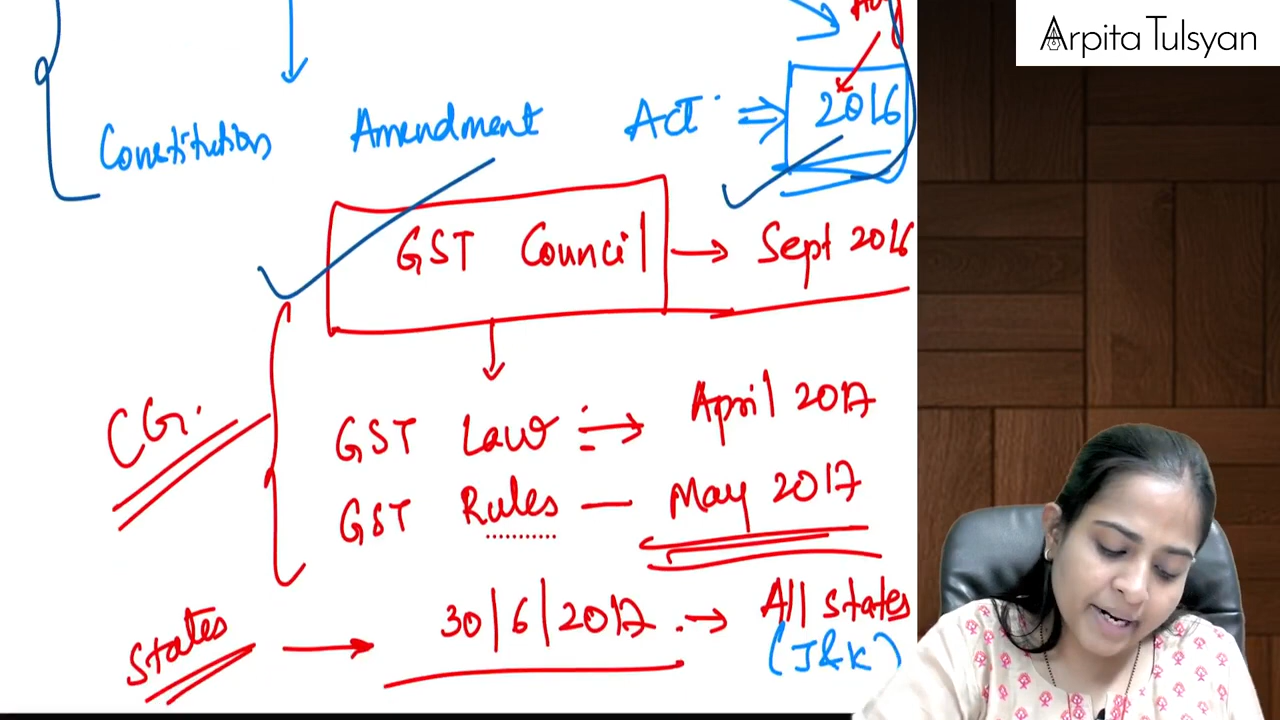 Arpita Tulsyan
Constitution Amendment Act ⇒ 2016
GST Council → Sept 2016
CG.
GST Law ⇒ April 2017
GST Rules — May 2017
States → 30/6/2017 → All states
(J&K)